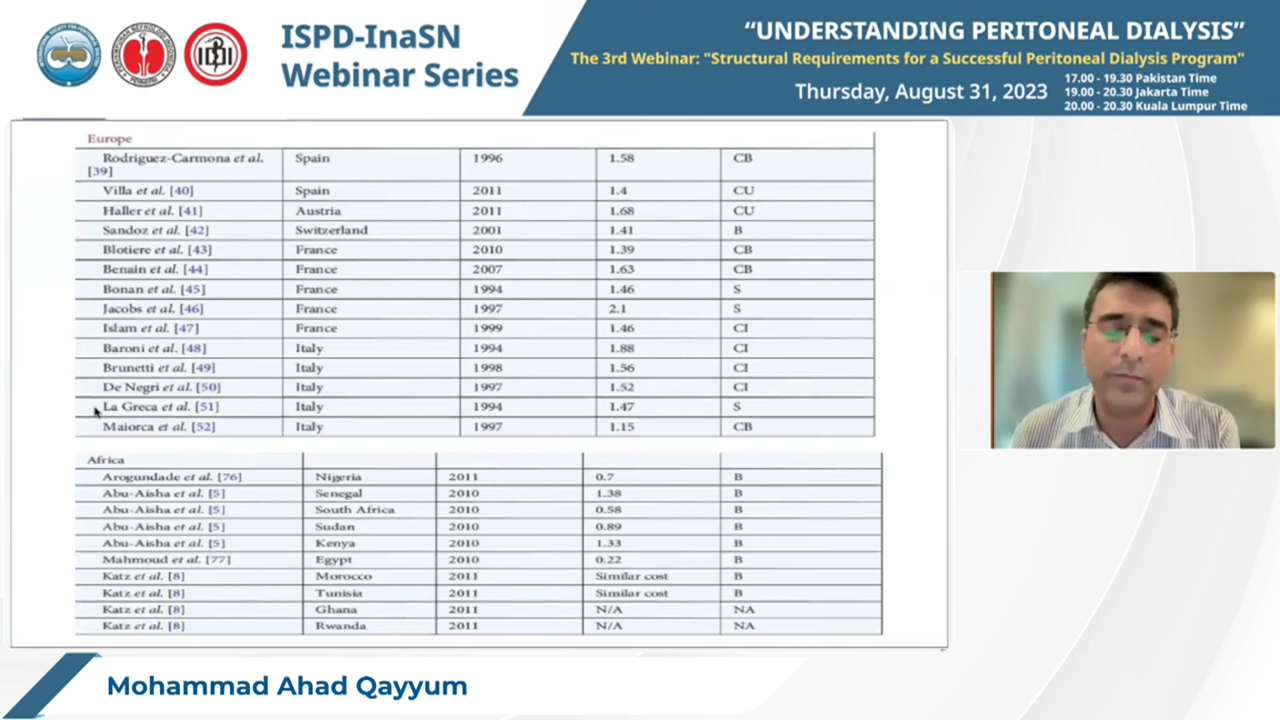 ISPD-InaSN
Webinar Series
“UNDERSTANDING PERITONEAL DIALYSIS”
The 3rd Webinar: "Structural Requirements for a Successful Peritoneal Dialysis Program"
Thursday, August 31, 2023
17.00 - 19.30 Pakistan Time
19.00 - 20.30 Jakarta Time
20.00 - 20.30 Kuala Lumpur Time
Europe
Rodriguez-Carmona et al. [39] Spain 1996 1.58 CB
Villa et al. [40] Spain 2011 1.4 CU
Haller et al. [41] Austria 2011 1.68 CU
Sandoz et al. [42] Switzerland 2001 1.41 B
Blotiere et al. [43] France 2010 1.39 CB
Benain et al. [44] France 2007 1.63 CB
Bonan et al. [45] France 1994 1.46 S
Jacobs et al. [46] France 1997 2.1 S
Islam et al. [47] France 1999 1.46 CI
Baroni et al. [48] Italy 1994 1.88 CI
Brunetti et al. [49] Italy 1998 1.56 CI
De Negri et al. [50] Italy 1997 1.52 CI
La Greca et al. [51] Italy 1994 1.47 S
Maiorca et al. [52] Italy 1997 1.15 CB
Africa
Arogundade et al. [76] Nigeria 2011 0.7 B
Abu-Aisha et al. [5] Senegal 2010 1.38 B
Abu-Aisha et al. [5] South Africa 2010 0.58 B
Abu-Aisha et al. [5] Sudan 2010 0.89 B
Abu-Aisha et al. [5] Kenya 2010 1.33 B
Mahmoud et al. [77] Egypt 2010 0.22 B
Katz et al. [8] Morocco 2011 Similar cost B
Katz et al. [8] Tunisia 2011 Similar cost B
Katz et al. [8] Ghana 2011 N/A NA
Katz et al. [8] Rwanda 2011 N/A NA
Mohammad Ahad Qayyum